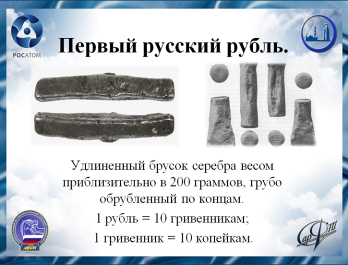 Первый русский рубль.
РОСАТОМ
Удлиненный брусок серебра весом
приблизительно в 200 граммов, грубо
обрубленный по концам.
1 рубль = 10 гривенникам;
1 гривенник = 10 копейкам.